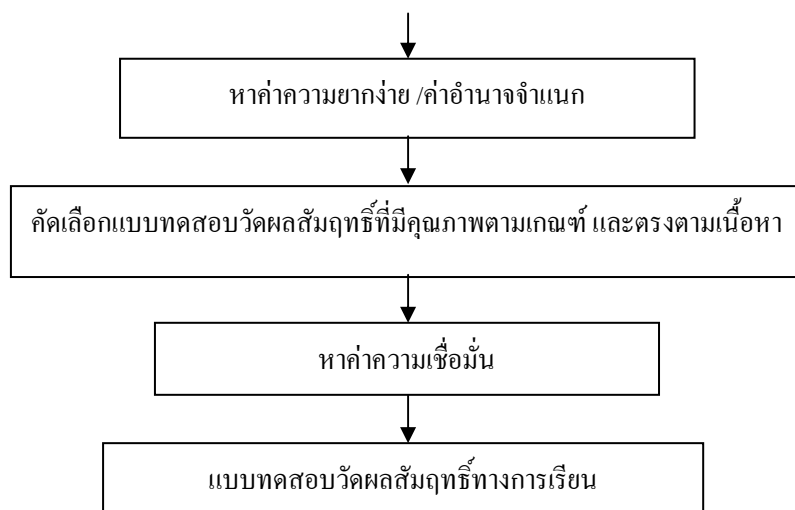 หาค่าความยากง่าย /ค่าอำนาจจำแนก
คัดเลือกแบบทดสอบวัดผลสัมฤทธิ์ที่มีคุณภาพตามเกณฑ์ และตรงตามเนื้อหา
หาค่าความเชื่อมั่น
แบบทดสอบวัดผลสัมฤทธิ์ทางการเรียน